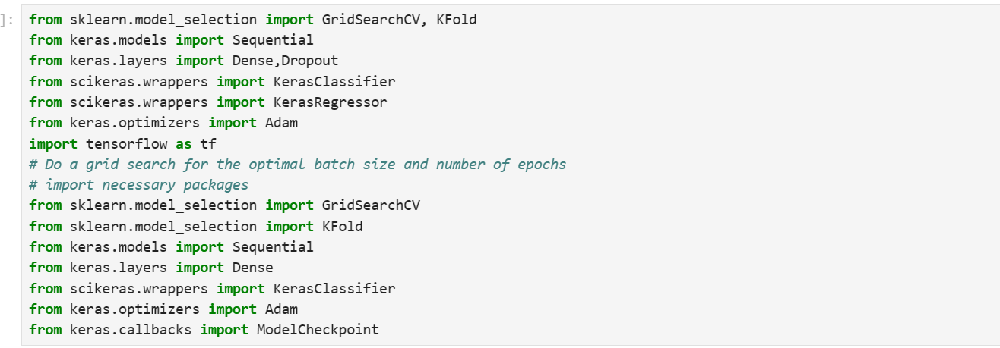 ]:
from sklearn.model_selection import GridSearchCV, KFold
from keras.models import Sequential
from keras.layers import Dense,Dropout
from scikeras.wrappers import KerasClassifier
from scikeras.wrappers import KerasRegressor
from keras.optimizers import Adam
import tensorflow as tf
# Do a grid search for the optimal batch size and number of epochs
# import necessary packages
from sklearn.model_selection import GridSearchCV
from sklearn.model_selection import KFold
from keras.models import Sequential
from keras.layers import Dense
from scikeras.wrappers import KerasClassifier
from keras.optimizers import Adam
from keras.callbacks import ModelCheckpoint